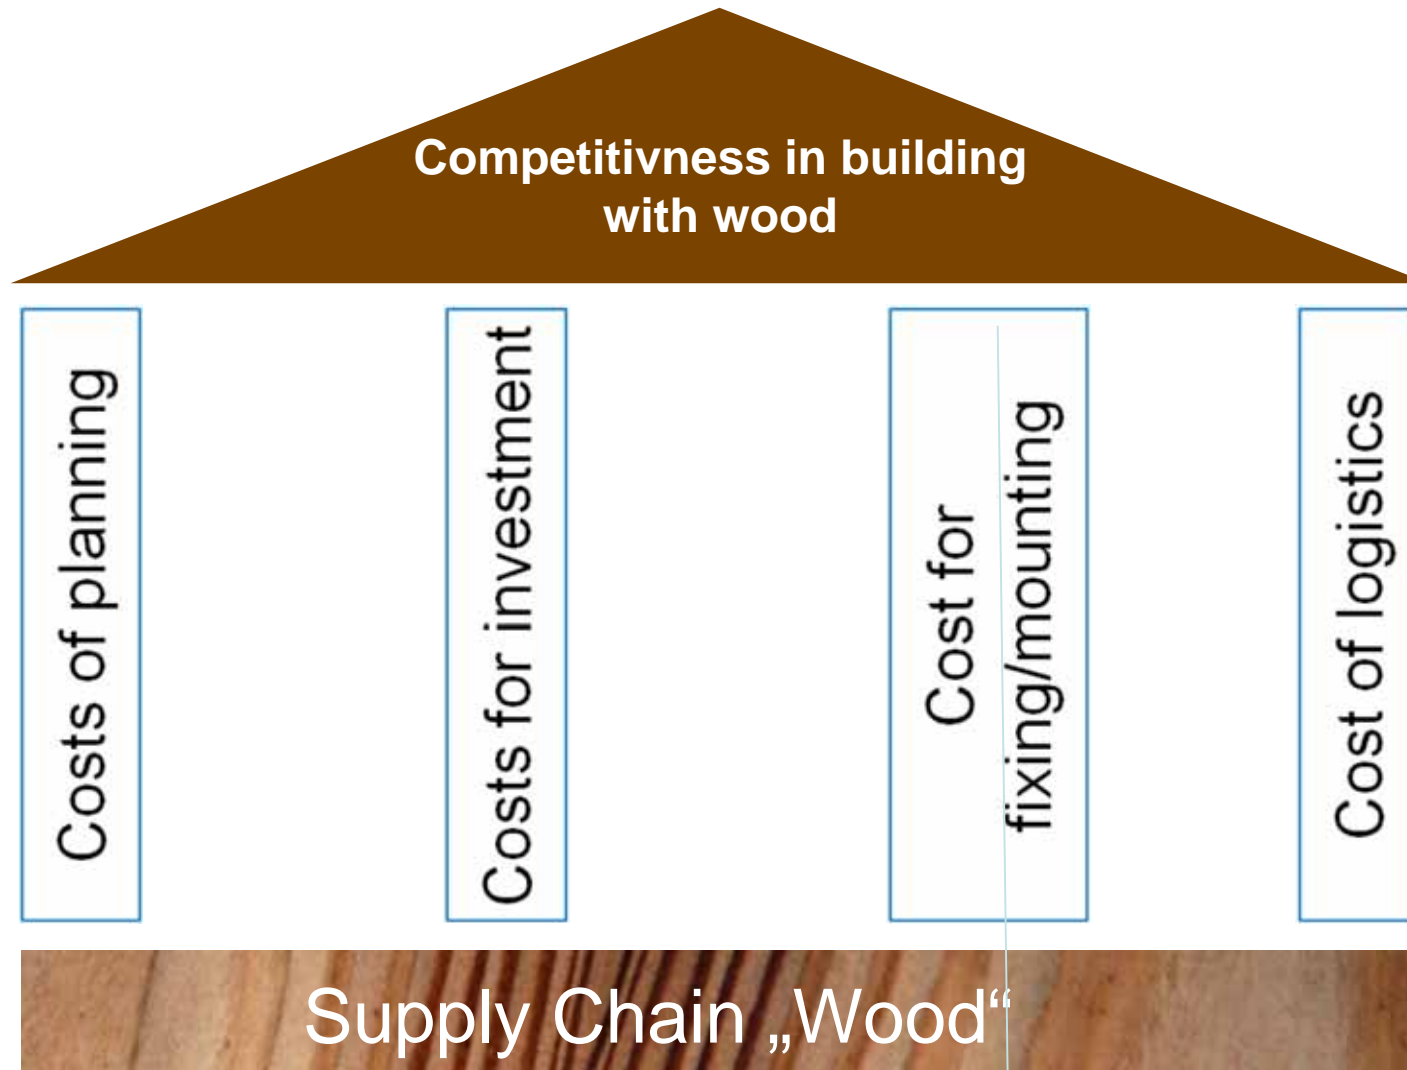 Competitivness in building
with wood
Costs of planning
Costs for investment
Cost for
fixing/mounting
Cost of logistics
Supply Chain „Wood“